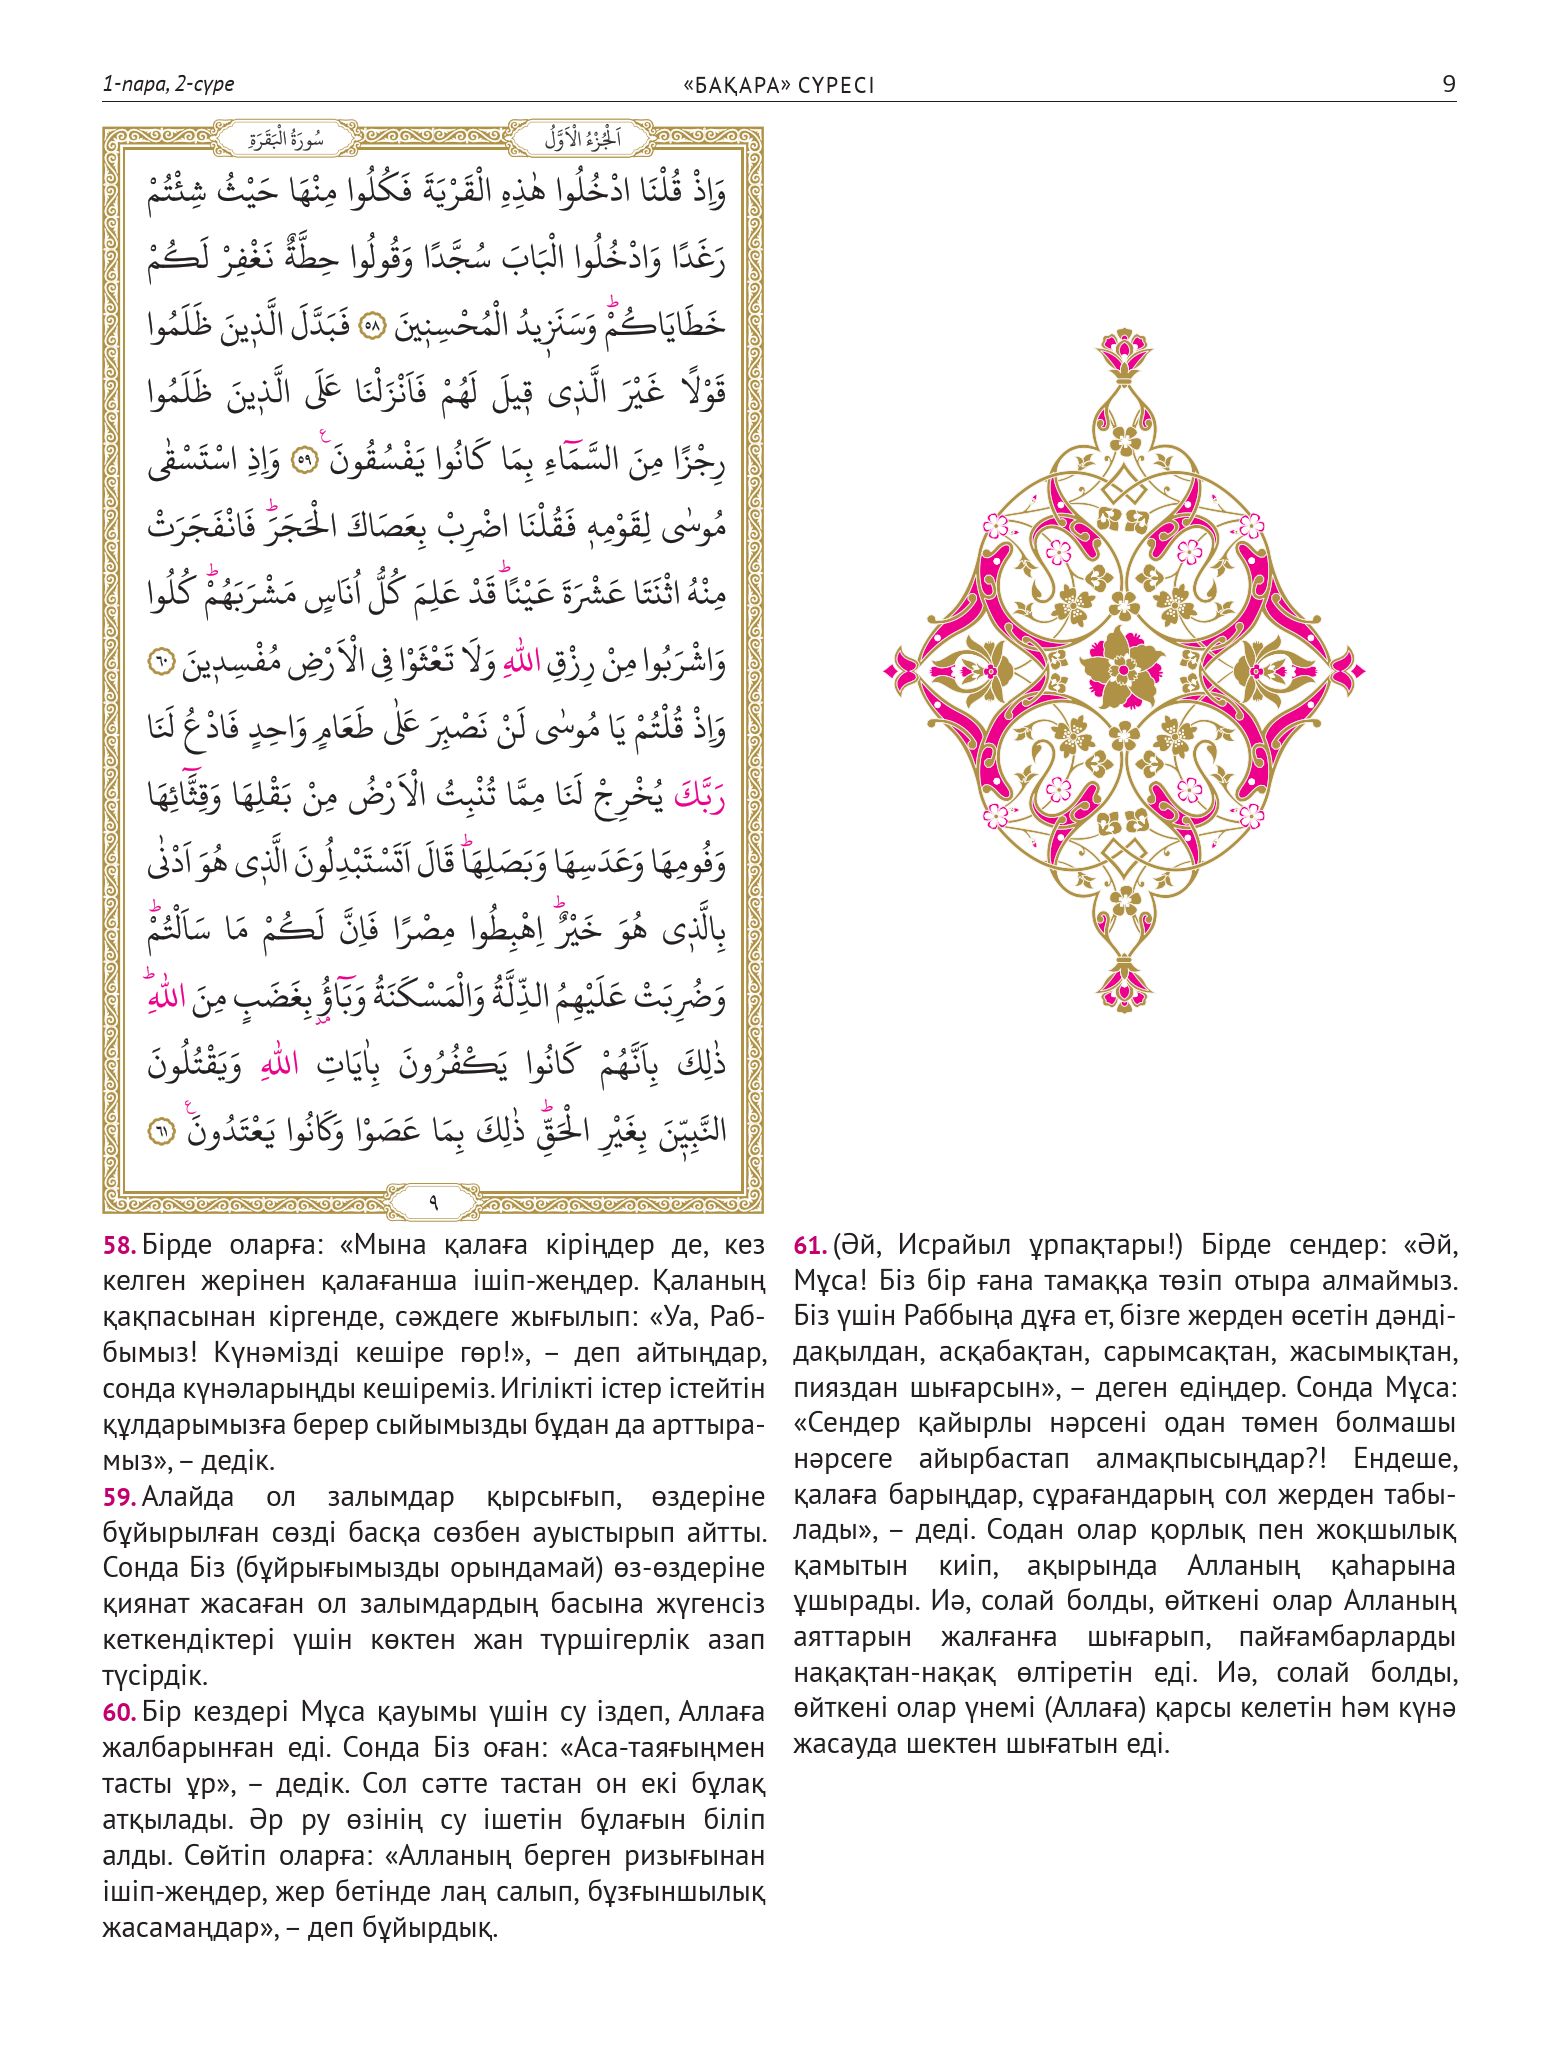 1-пара, 2-сүре
«БАҚАРА» СҮРЕСІ
9
اَلْجُزْءُ الْاَوَّلُ
سُورَةُ الْبَقَرَةِ
وَاِذْ قُلْنَا ادْخُلُوا هٰذِهِ الْقَرْيَةَ فَكُلُوا مِنْهَا حَيْثُ شِئْتُمْ
رَغَدًا وَادْخُلُوا الْبَابَ سُجَّدًا وَقُولُوا حِطَّةٌ نَغْفِرْ لَكُمْ
خَطَايَاكُمْۜ وَسَنَز۪يدُ الْمُحْسِن۪ينَ ٥٨ فَبَدَّلَ الَّذ۪ينَ ظَلَمُوا
قَوْلًا غَيْرَ الَّذ۪ى ق۪يلَ لَهُمْ فَاَنْزَلْنَا عَلَى الَّذ۪ينَ ظَلَمُوا
رِجْزًا مِنَ السَّمَٓاءِ بِمَا كَانُوا يَفْسُقُونَ ع ٥٩ وَاِذِ اسْتَسْقٰى
مُوسٰى لِقَوْمِه۪ فَقُلْنَا اضْرِبْ بِعَصَاكَ الْحَجَرَؕ فَانْفَجَرَتْ
مِنْهُ اثْنَتَا عَشْرَةَ عَيْنًاؕ قَدْ عَلِمَ كُلُّ اُنَاسٍ مَشْرَبَهُمْؕ كُلُوا
وَاشْرَبُوا مِنْ رِزْقِ اللّٰهِ وَلَا تَعْثَوْا فِى الْاَرْضِ مُفْسِد۪ينَ ٦٠
وَاِذْ قُلْتُمْ يَا مُوسٰى لَنْ نَصْبِرَ عَلٰى طَعَامٍ وَاحِدٍ فَادْعُ لَنَا
رَبَّكَ يُخْرِجْ لَنَا مِمَّا تُنْبِتُ الْاَرْضُ مِنْ بَقْلِهَا وَقِثَّٓائِهَا
وَفُومِهَا وَعَدَسِهَا وَبَصَلِهَاؕ قَالَ اَتَسْتَبْدِلُونَ الَّذ۪ى هُوَ اَدْنٰى
بِالَّذ۪ى هُوَ خَيْرٌؕ اِهْبِطُوا مِصْرًا فَاِنَّ لَكُمْ مَا سَاَلْتُمْؕ
وَضُرِبَتْ عَلَيْهِمُ الذِّلَّةُ وَالْمَسْكَنَةُ وَبَٓاؤُ بِغَضَبٍ مِنَ اللّٰهِؕ
ذٰلِكَ بِاَنَّهُمْ كَانُوا يَكْفُرُونَ بِاٰيَاتِ اللّٰهِ وَيَقْتُلُونَ
النَّبِيّ۪نَ بِغَيْرِ الْحَقِّؕ ذٰلِكَ بِمَا عَصَوْا وَكَانُوا يَعْتَدُونَ ع ٦١
٩
58. Бірде оларға: «Мына қалаға кіріңдер де, кез
келген жерінен қалағанша ішіп-жеңдер. Қаланың
қақпасынан кіргенде, сәждеге жығылып: «Уа, Раб-
бымыз! Күнәмізді кешіре гөр!», – деп айтыңдар,
сонда күнәларыңды кешіреміз. Игілікті істер істейтін
құлдарымызға берер сыйымызды бұдан да арттыра-
мыз», – дедік.
59. Алайда ол залымдар қырсығып, өздеріне
бұйырылған сөзді басқа сөзбен ауыстырып айтты.
Сонда Біз (бұйрығымызды орындамай) өз-өздеріне
қиянат жасаған ол залымдардың басына жүгенсіз
кеткендіктері үшін көктен жан түршігерлік азап
түсірдік.
60. Бір кездері Мұса қауымы үшін су іздеп, Аллаға
жалбарынған еді. Сонда Біз оған: «Аса-таяғыңмен
тасты ұр», – дедік. Сол сәтте тастан он екі бұлақ
атқылады. Әр ру өзінің су ішетін бұлағын біліп
алды. Сөйтіп оларға: «Алланың берген ризығынан
ішіп-жеңдер, жер бетінде лаң салып, бұзғыншылық
жасамаңдар», – деп бұйырдық.
61. (Әй, Исрайыл ұрпақтары!) Бірде сендер: «Әй,
Мұса! Біз бір ғана тамаққа төзіп отыра алмаймыз.
Біз үшін Раббыңа дұға ет, бізге жерден өсетін дәнді-
дақылдан, асқабақтан, сарымсақтан, жасымықтан,
пияздан шығарсын», – деген едіңдер. Сонда Мұса:
«Сендер қайырлы нәрсені одан төмен болмашы
нәрсеге айырбастап алмақпысыңдар?! Ендеше,
қалаға барыңдар, сұрағандарың сол жерден табы-
лады», – деді. Содан олар қорлық пен жоқшылық
қамытын киіп, ақырында Алланың қаһарына
ұшырады. Иә, солай болды, өйткені олар Алланың
аяттарын жалғанға шығарып, пайғамбарларды
нақақтан-нақақ өлтіретін еді. Иә, солай болды,
өйткені олар үнемі (Аллаға) қарсы келетін һәм күнә
жасауда шектен шығатын еді.